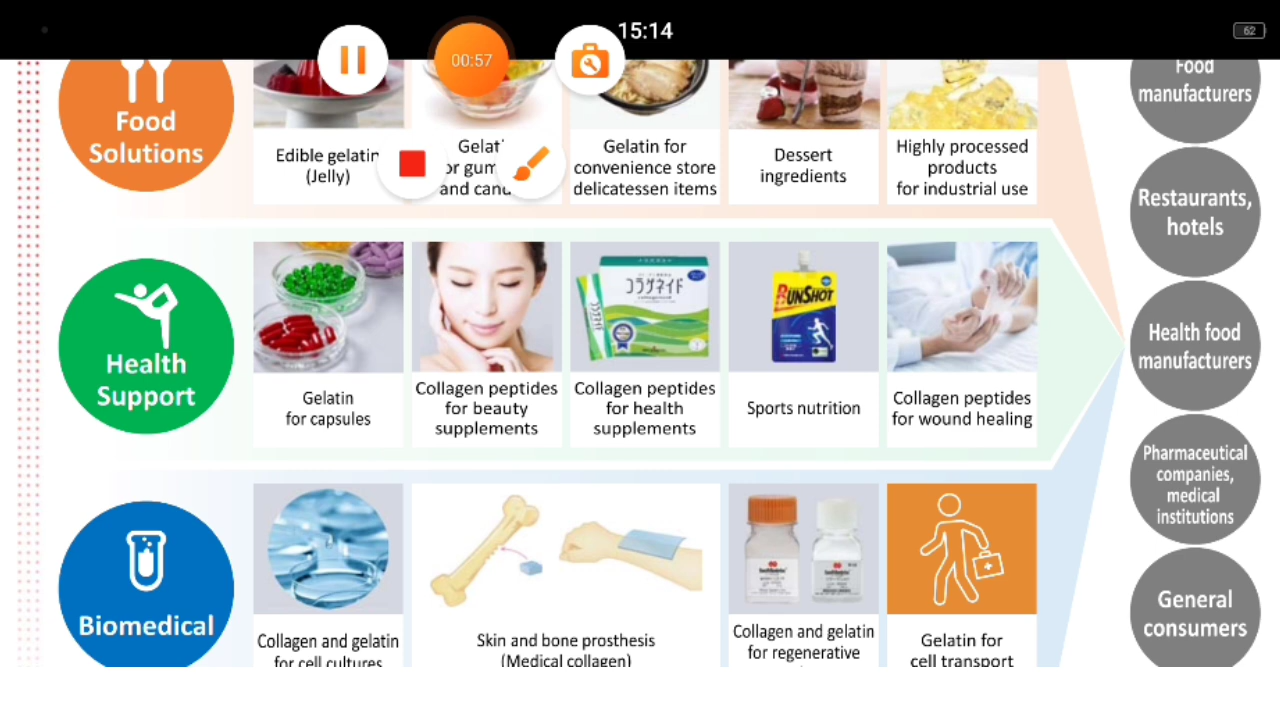 15:14
62
00:57
Food
Solutions
Edible gelatin
(Jelly)
Gelat
or gum
and canc
Gelatin for
convenience store
delicatessen items
Dessert
ingredients
Highly processed
products
for industrial use
Food
manufacturers
Restaurants,
hotels
Health
Support
コラゲネイド
RUNSHOT
Gelatin
for capsules
Collagen peptides
for beauty
supplements
Collagen peptides
for health
supplements
Sports nutrition
Collagen peptides
for wound healing
Health food
manufacturers
Pharmaceutical
companies,
medical
institutions
Biomedical
Collagen and gelatin
for cell cultures
Skin and bone prosthesis
(Medical collagen)
Collagen and gelatin
for regenerative
Gelatin for
cell transport
General
consumers